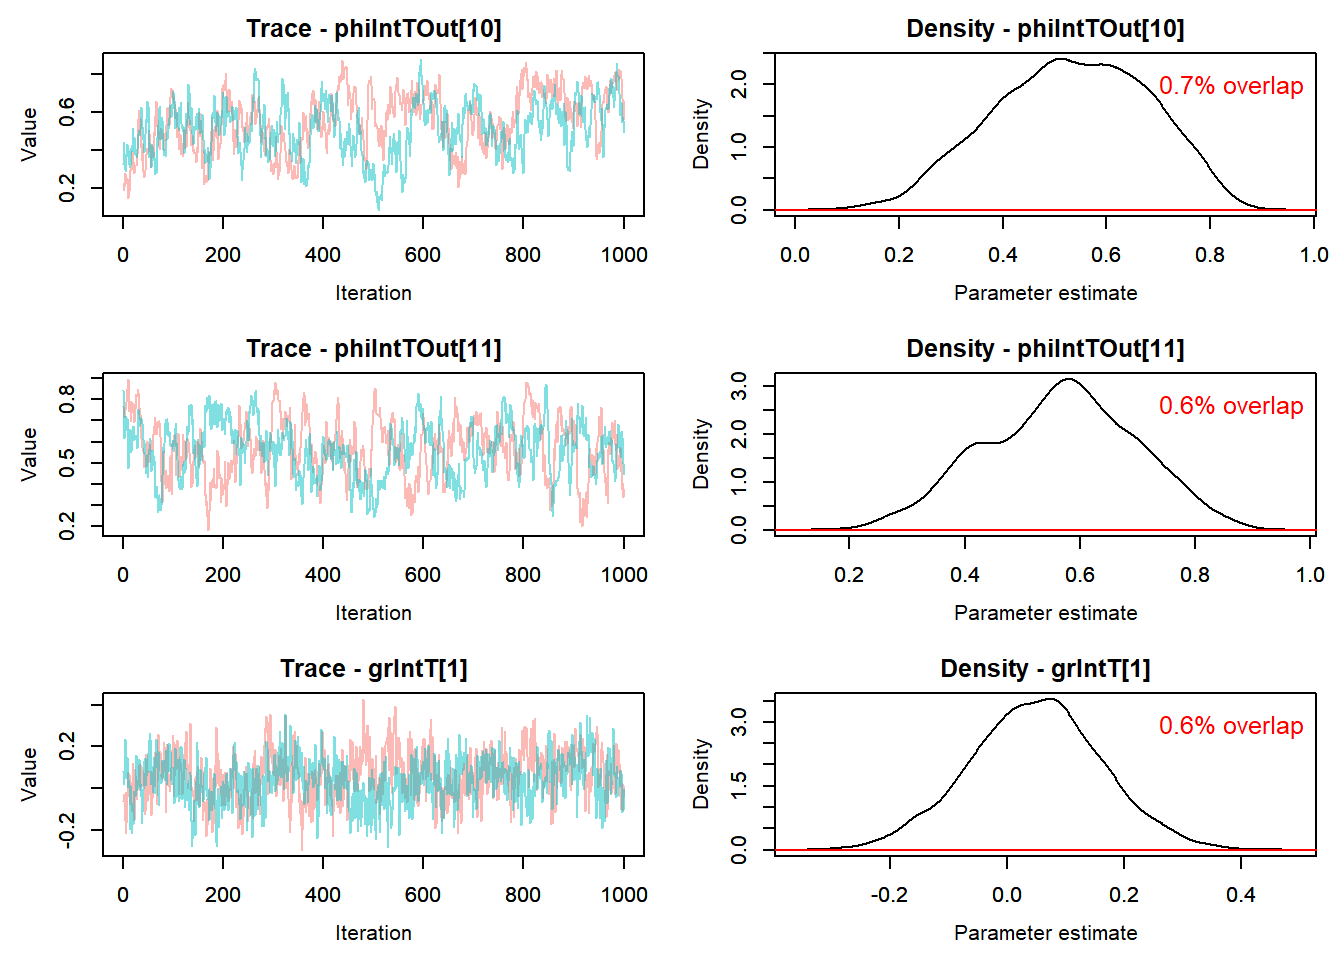 Trace - phiIntTOut[10]
Value
0.2 0.6
0 200 400 600 800 1000
Iteration
Density - phiIntTOut[10]
Density
0.0 1.0 2.0
0.7% overlap
0.0 0.2 0.4 0.6 0.8 1.0
Parameter estimate
Trace - phiIntTOut[11]
Value
0.2 0.5 0.8
0 200 400 600 800 1000
Iteration
Density - phiIntTOut[11]
Density
0.0 1.0 2.0 3.0
0.6% overlap
0.2 0.4 0.6 0.8 1.0
Parameter estimate
Trace - grIntT[1]
Value
-0.2 0.2
0 200 400 600 800 1000
Iteration
Density - grIntT[1]
Density
0.0 1.5 3.0
0.6% overlap
-0.2 0.0 0.2 0.4
Parameter estimate